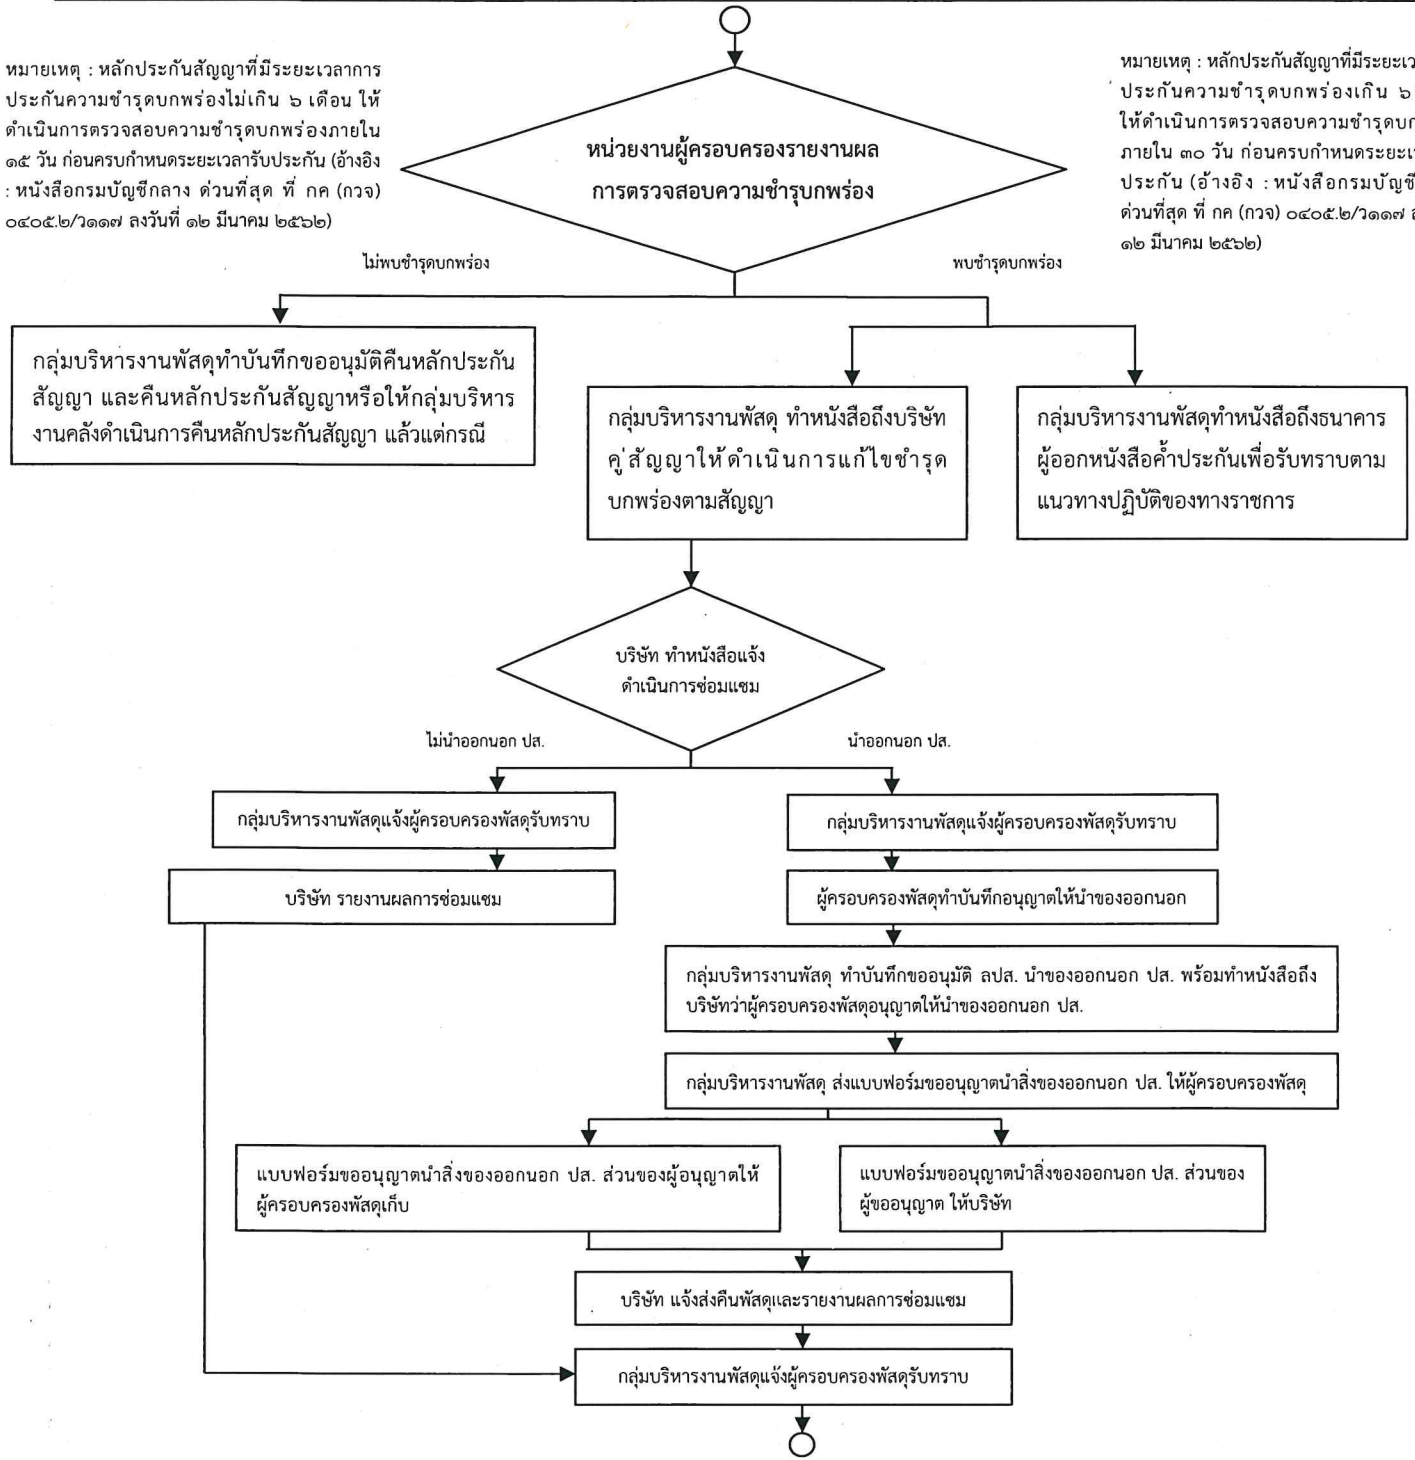 หมายเหตุ : หลักประกันสัญญาที่มีระยะเวลาการ
ประกันความชำรุดบกพร่องไม่เกิน ๖ เดือน ให้
ดำเนินการตรวจสอบความชำรุดบกพร่องภายใน
๑๕ วัน ก่อนครบกำหนดระยะเวลารับประกัน (อ้างอิง
: หนังสือกรมบัญชีกลาง ด่วนที่สุด ที่ กค (กวจ)
๐๔๐๕.๒/ว๑๑๗ ลงวันที่ ๑๒ มีนาคม ๒๕๖๒)
หมายเหตุ : หลักประกันสัญญาที่มีระยะเว
ประกันความชำรุดบกพร่องเกิน ๖
ให้ดำเนินการตรวจสอบความชำรุดบก
ภายใน ๓๐ วัน ก่อนครบกำหนดระยะเ
ประกัน (อ้างอิง : หนังสือกรมบัญชี
ด่วนที่สุด ที่ กค (กวจ) ๐๔๐๕.๒/ว๑๑๗
๑๒ มีนาคม ๒๕๖๒)
หน่วยงานผู้ครอบครองรายงานผล
การตรวจสอบความชำรุบกพร่อง
ไม่พบชำรุดบกพร่อง
พบชำรุดบกพร่อง
กลุ่มบริหารงานพัสดุทำบันทึกขออนุมัติคืนหลักประกัน
สัญญา และคืนหลักประกันสัญญาหรือให้กลุ่มบริหาร
งานคลังดำเนินการคืนหลักประกันสัญญา แล้วแต่กรณี
กลุ่มบริหารงานพัสดุ ทำหนังสือถึงบริษัท
คู่สัญญาให้ดำเนินการแก้ไขชำรุด
บกพร่องตามสัญญา
กลุ่มบริหารงานพัสดุทำหนังสือถึงธนาคาร
ผู้ออกหนังสือค้ำประกันเพื่อรับทราบตาม
แนวทางปฏิบัติของทางราชการ
บริษัท ทำหนังสือแจ้ง
ดำเนินการซ่อมแซม
ไม่นำออกนอก ปส.
นำออกนอก ปส.
กลุ่มบริหารงานพัสดุแจ้งผู้ครอบครองพัสดุรับทราบ
บริษัท รายงานผลการซ่อมแซม
กลุ่มบริหารงานพัสดุแจ้งผู้ครอบครองพัสดุรับทราบ
ผู้ครอบครองพัสดุทำบันทึกอนุญาตให้นำของออกนอก
กลุ่มบริหารงานพัสดุ ทำบันทึกขออนุมัติ ลปส. นำของออกนอก ปส. พร้อมทำหนังสือถึง
บริษัทว่าผู้ครอบครองพัสดุอนุญาตให้นำของออกนอก ปส.
กลุ่มบริหารงานพัสดุ ส่งแบบฟอร์มขออนุญาตนำสิ่งของออกนอก ปส. ให้ผู้ครอบครองพัสดุ
แบบฟอร์มขออนุญาตนำสิ่งของออกนอก ปส. ส่วนของผู้อนุญาตให้
ผู้ครอบครองพัสดุเก็บ
แบบฟอร์มขออนุญาตนำสิ่งของออกนอก ปส. ส่วนของ
ผู้ขออนุญาต ให้บริษัท
บริษัท แจ้งส่งคืนพัสดุและรายงานผลการซ่อมแซม
กลุ่มบริหารงานพัสดุแจ้งผู้ครอบครองพัสดุรับทราบ